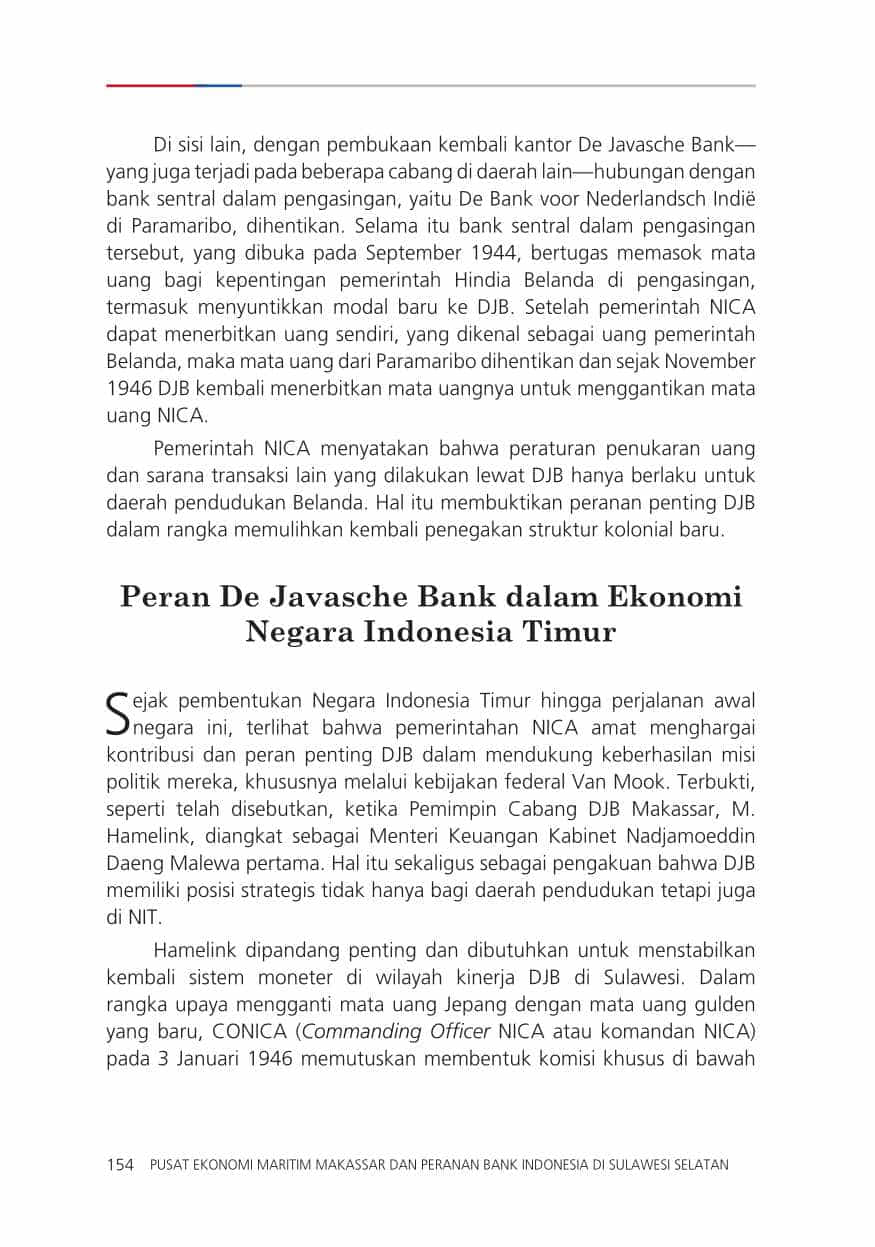 Di sisi lain, dengan pembukaan kembali kantor De Javasche Bank—
yang juga terjadi pada beberapa cabang di daerah lain—hubungan dengan
bank sentral dalam pengasingan, yaitu De Bank voor Nederlandsch Indië
di Paramaribo, dihentikan. Selama itu bank sentral dalam pengasingan
tersebut, yang dibuka pada September 1944, bertugas memasok mata
uang bagi kepentingan pemerintah Hindia Belanda di pengasingan,
termasuk menyuntikkan modal baru ke DJB. Setelah pemerintah NICA
dapat menerbitkan uang sendiri, yang dikenal sebagai uang pemerintah
Belanda, maka mata uang dari Paramaribo dihentikan dan sejak November
1946 DJB kembali menerbitkan mata uangnya untuk menggantikan mata
uang NICA.
Pemerintah NICA menyatakan bahwa peraturan penukaran uang
dan sarana transaksi lain yang dilakukan lewat DJB hanya berlaku untuk
daerah pendudukan Belanda. Hal itu membuktikan peranan penting DJB
dalam rangka memulihkan kembali penegakan struktur kolonial baru.
Peran De Javasche Bank dalam Ekonomi
Negara Indonesia Timur
Sejak pembentukan Negara Indonesia Timur hingga perjalanan awal
negara ini, terlihat bahwa pemerintahan NICA amat menghargai
kontribusi dan peran penting DJB dalam mendukung keberhasilan misi
politik mereka, khususnya melalui kebijakan federal Van Mook. Terbukti,
seperti telah disebutkan, ketika Pemimpin Cabang DJB Makassar, M.
Hamelink, diangkat sebagai Menteri Keuangan Kabinet Nadjamoeddin
Daeng Malewa pertama. Hal itu sekaligus sebagai pengakuan bahwa DJB
memiliki posisi strategis tidak hanya bagi daerah pendudukan tetapi juga
di NIT.
Hamelink dipandang penting dan dibutuhkan untuk menstabilkan
kembali sistem moneter di wilayah kinerja DJB di Sulawesi. Dalam
rangka upaya mengganti mata uang Jepang dengan mata uang gulden
yang baru, CONICA (Commanding Officer NICA atau komandan NICA)
pada 3 Januari 1946 memutuskan membentuk komisi khusus di bawah
154 PUSAT EKONOMI MARITIM MAKASSAR DAN PERANAN BANK INDONESIA DI SULAWESI SELATAN